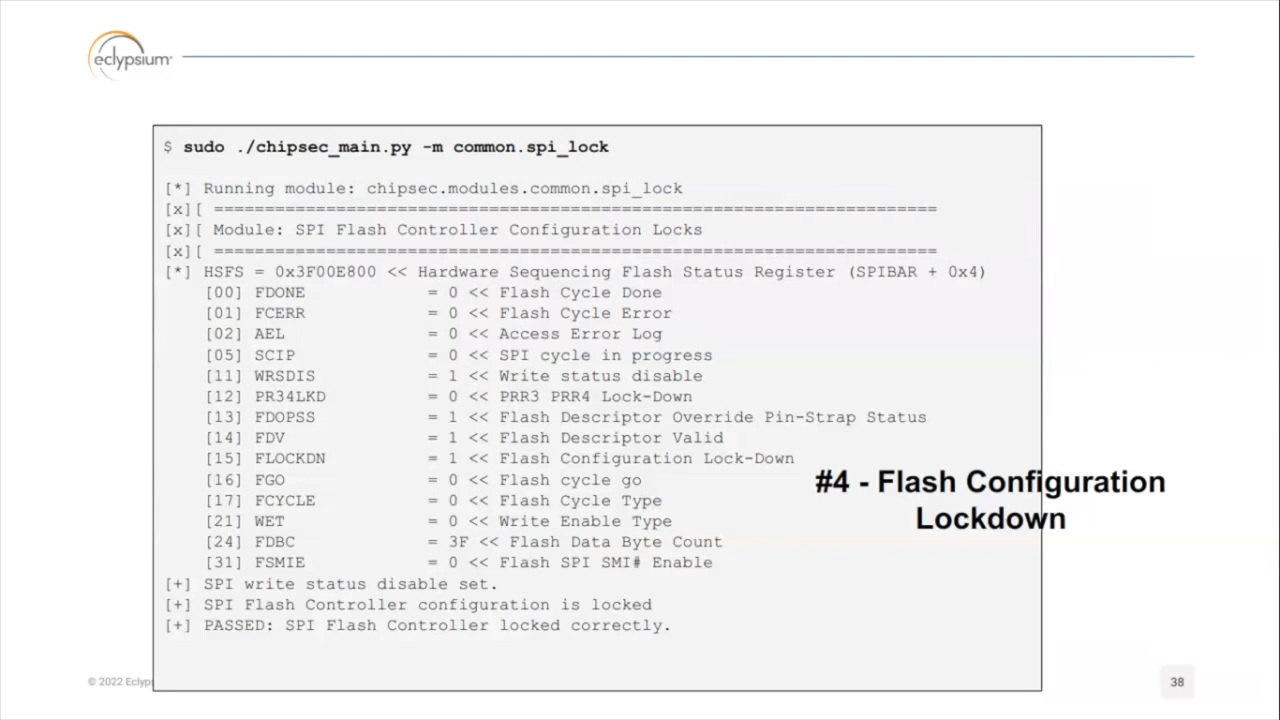 eclypsium
$ sudo ./chipsec_main.py -m common.spi_lock
[*] Running module: chipsec.modules.common.spi_lock
[x][ =======================================================================
[x][ Module: SPI Flash Controller Configuration Locks
[x][ =======================================================================
[*] HSFS = 0x3F00E800 << Hardware Sequencing Flash Status Register (SPIBAR + 0x4)
[00] FDONE = 0 << Flash Cycle Done
[01] FCERR = 0 << Flash Cycle Error
[02] AEL = 0 << Access Error Log
[05] SCIP = 0 << SPI cycle in progress
[11] WRSDIS = 1 << Write status disable
[12] PR34LKD = 0 << PRR3 PRR4 Lock-Down
[13] FDOPSS = 1 << Flash Descriptor Override Pin-Strap Status
[14] FDV = 1 << Flash Descriptor Valid
[15] FLOCKDN = 1 << Flash Configuration Lock-Down
[16] FGO = 0 << Flash cycle go
[17] FCYCLE = 0 << Flash Cycle Type
[21] WET = 0 << Write Enable Type
[24] FDBC = 3F << Flash Data Byte Count
[31] FSMIE = 0 << Flash SPI SMI# Enable
[+] SPI write status disable set.
[+] SPI Flash Controller configuration is locked
[+] PASSED: SPI Flash Controller locked correctly.
#4 - Flash Configuration
Lockdown
© 2022 Eclyp
38